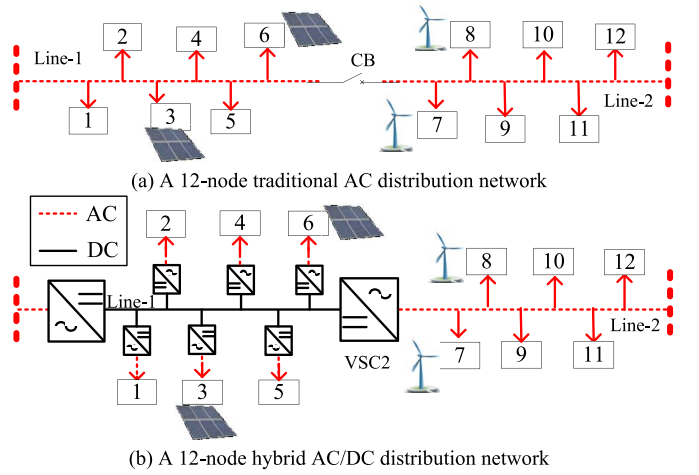 2 4 6 8 10 12
Line-1 CB Line-2
1 3 5 7 9 11
(a) A 12-node traditional AC distribution network
AC
DC
2 4 6 8 10 12
Line-1 Line-2
VSC2
1 3 5 7 9 11
(b) A 12-node hybrid AC/DC distribution network